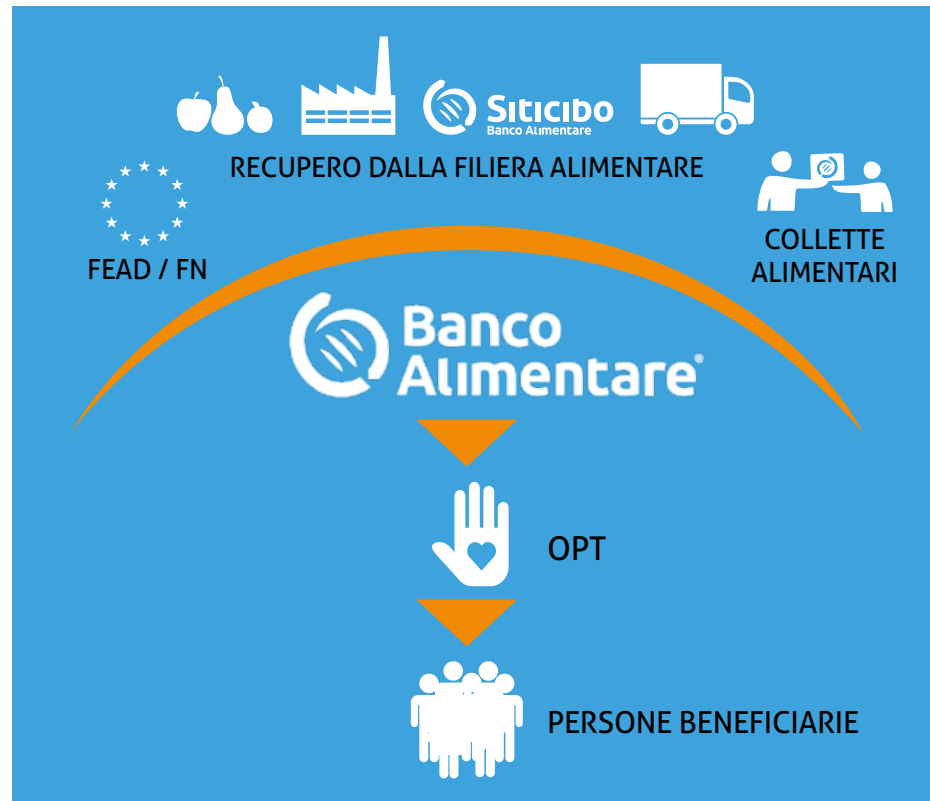 Siticibo
Banco Alimentare
RECUPERO DALLA FILIERA ALIMENTARE
FEAD / FN
COLLETTE
ALIMENTARI
Banco
Alimentare®
OPT
PERSONE BENEFICIARIE